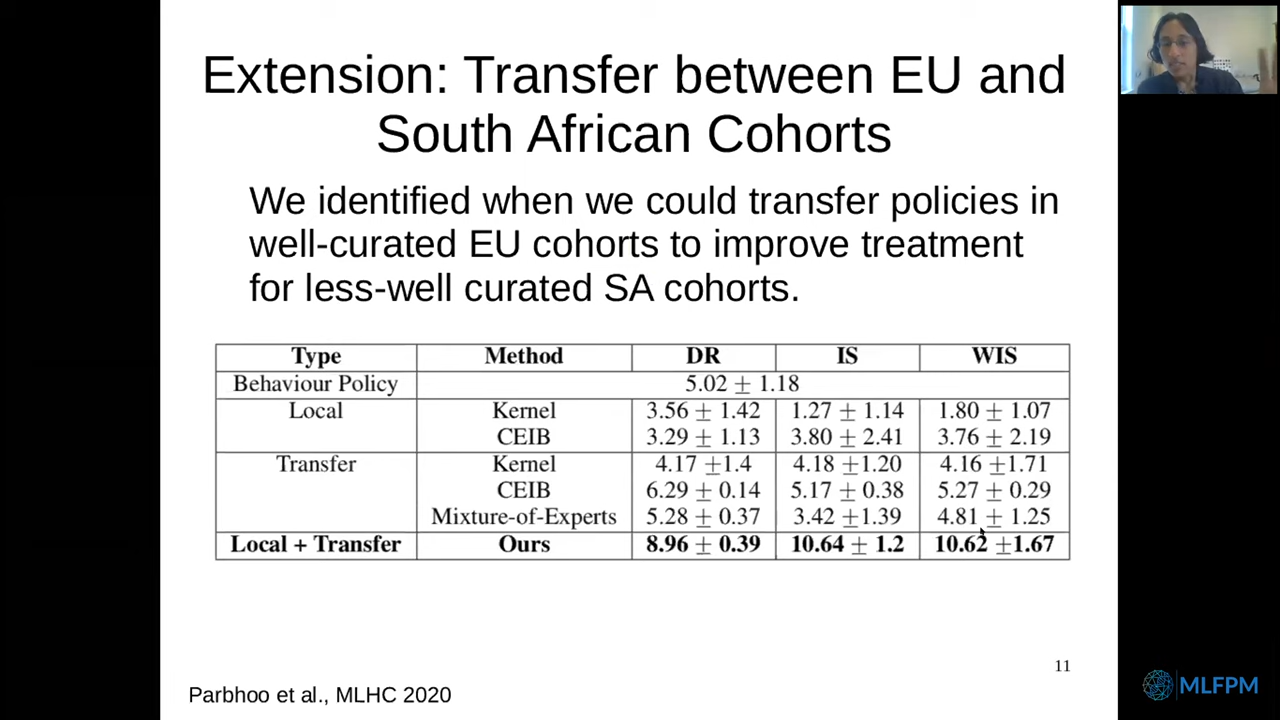 Extension: Transfer between EU and
South African Cohorts
We identified when we could transfer policies in
well-curated EU cohorts to improve treatment
for less-well curated SA cohorts.
Type Method DR IS WIS
Behaviour Policy 5.02 ± 1.18
Local Kernel 3.56 ± 1.42 1.27 ± 1.14 1.80 ± 1.07
CEIB 3.29 ± 1.13 3.80 ± 2.41 3.76 ± 2.19
Transfer Kernel 4.17 ±1.4 4.18 ±1.20 4.16 ±1.71
CEIB 6.29 ± 0.14 5.17 ± 0.38 5.27 ± 0.29
Mixture-of-Experts 5.28 ± 0.37 3.42 ±1.39 4.81 ± 1.25
Local + Transfer Ours 8.96 ± 0.39 10.64 ± 1.2 10.62 ±1.67
11
Parbhoo et al., MLHC 2020
MLFPM